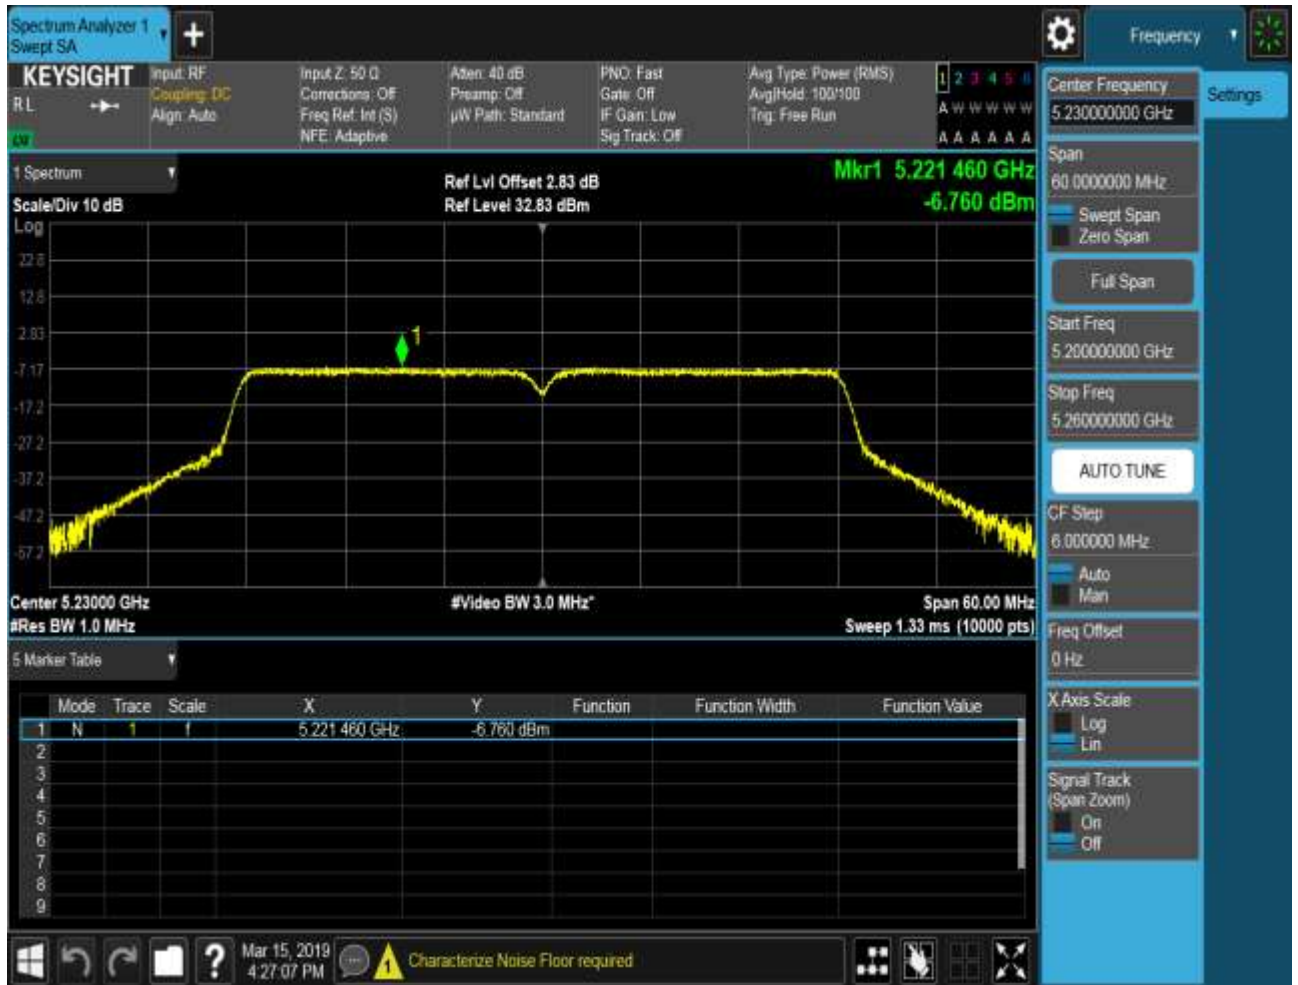 Spectrum Analyzer 1
Swept SA
+
Frequency
KEYSIGHT
RL
LW
Input: RF
Coupling: DC
Align: Auto
Input Z: 50 Ω
Corrections: Off
Freq Ref: Int (S)
NFE: Adaptive
Atten: 40 dB
Preamp: Off
µW Path: Standard
PNO: Fast
Gate: Off
IF Gain: Low
Sig Track: Off
Avg Type: Power (RMS)
Avg|Hold: 100/100
Trig: Free Run
1 2 3 4 5 6
A W W W W W
A A A A A A
1 Spectrum
Scale/Div 10 dB
Ref Lvl Offset 2.83 dB
Ref Level 32.83 dBm
Mkr1 5.221 460 GHz
-6.760 dBm
Log
22.8
12.8
2.83
-7.17
-17.2
-27.2
-37.2
-47.2
-57.2
1
Center 5.23000 GHz
#Res BW 1.0 MHz
#Video BW 3.0 MHz*
Span 60.00 MHz
Sweep 1.33 ms (10000 pts)
5 Marker Table
Mode Trace Scale X Y Function Function Width Function Value
1 N 1 f 5.221 460 GHz -6.760 dBm
2
3
4
5
6
7
8
9
Mar 15, 2019
4:27:07 PM
?
1
Characterize Noise Floor required
Center Frequency
5.230000000 GHz
Settings
Span
60.0000000 MHz
Swept Span
Zero Span
Full Span
Start Freq
5.200000000 GHz
Stop Freq
5.260000000 GHz
AUTO TUNE
CF Step
6.000000 MHz
Auto
Man
Freq Offset
0 Hz
X Axis Scale
Log
Lin
Signal Track
(Span Zoom)
On
Off